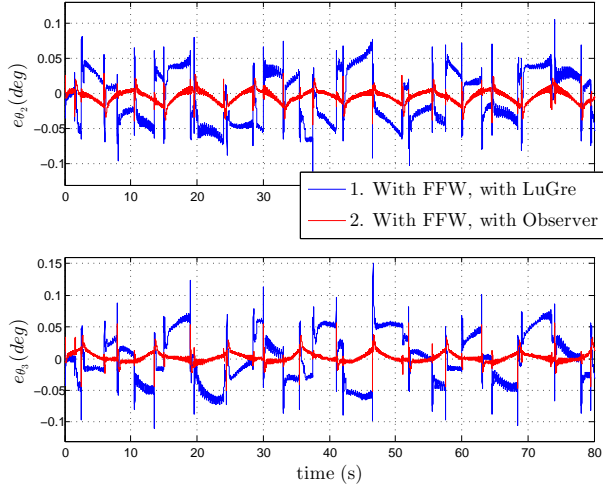 0.1
0.05
0
−0.05
−0.1
e_{θ_2}(deg)
0 10 20 30
1. With FFW, with LuGre
2. With FFW, with Observer
0.15
0.1
0.05
0
−0.05
−0.1
e_{θ_3}(deg)
0 10 20 30 40 50 60 70 80
time (s)